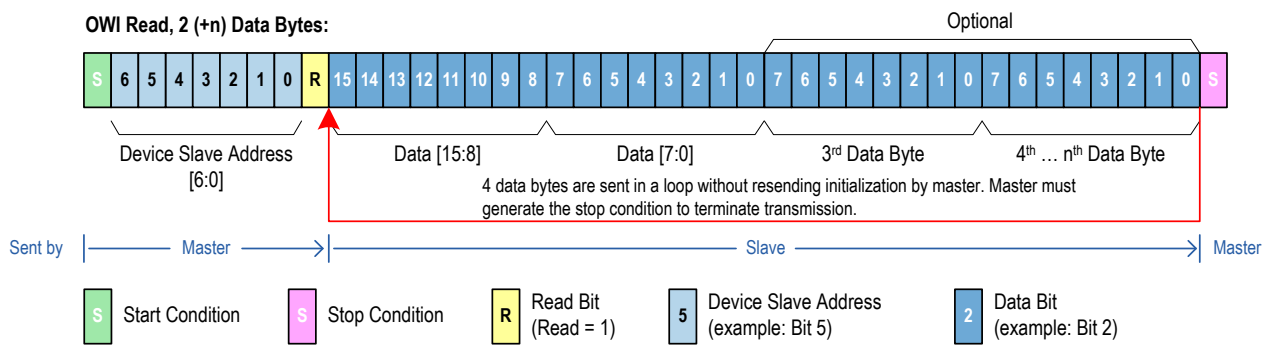 OWI Read, 2 (+n) Data Bytes:
Optional
S 6 5 4 3 2 1 0 R 15 14 13 12 11 10 9 8 7 6 5 4 3 2 1 0 7 6 5 4 3 2 1 0 7 6 5 4 3 2 1 0 S
Device Slave Address
[6:0]
Data [15:8]
Data [7:0]
3rd Data Byte
4th … nth Data Byte
4 data bytes are sent in a loop without resending initialization by master. Master must
generate the stop condition to terminate transmission.
Sent by
Master
Slave
Master
S
Start Condition
S
Stop Condition
R
Read Bit
(Read = 1)
5
Device Slave Address
(example: Bit 5)
2
Data Bit
(example: Bit 2)